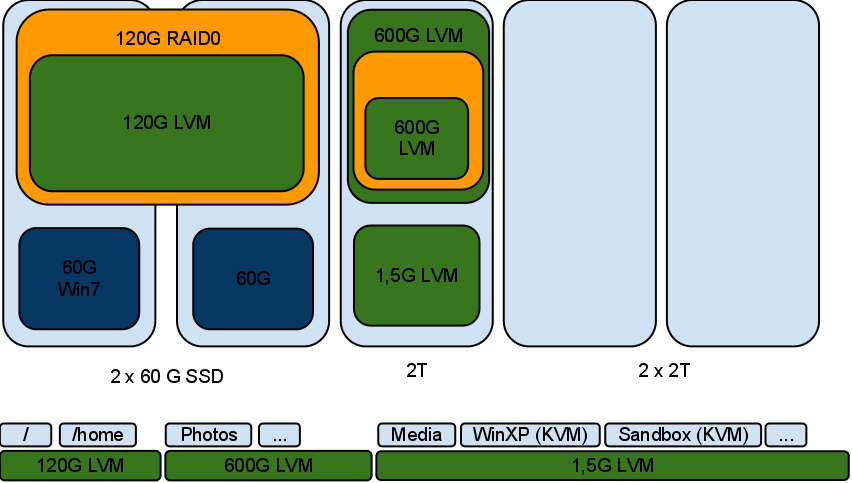 120G RAID0
120G LVM
600G LVM
600G
LVM
60G
Win7
60G
1,5G LVM
2 x 60 G SSD
2T
2 x 2T
/
/home
Photos
...
Media
WinXP (KVM)
Sandbox (KVM)
...
120G LVM
600G LVM
1,5G LVM